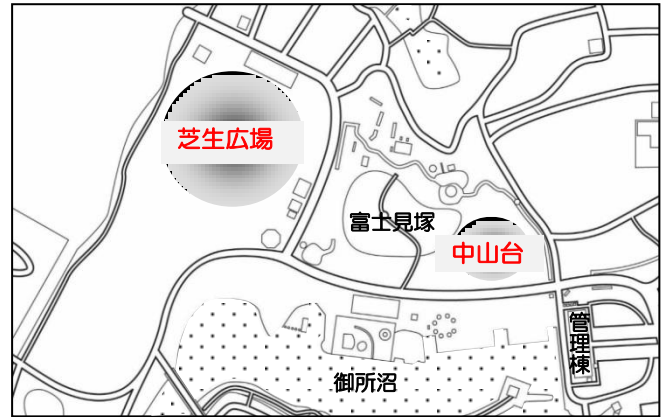 芝生広場
富士見塚
中山台
管理棟
御所沼